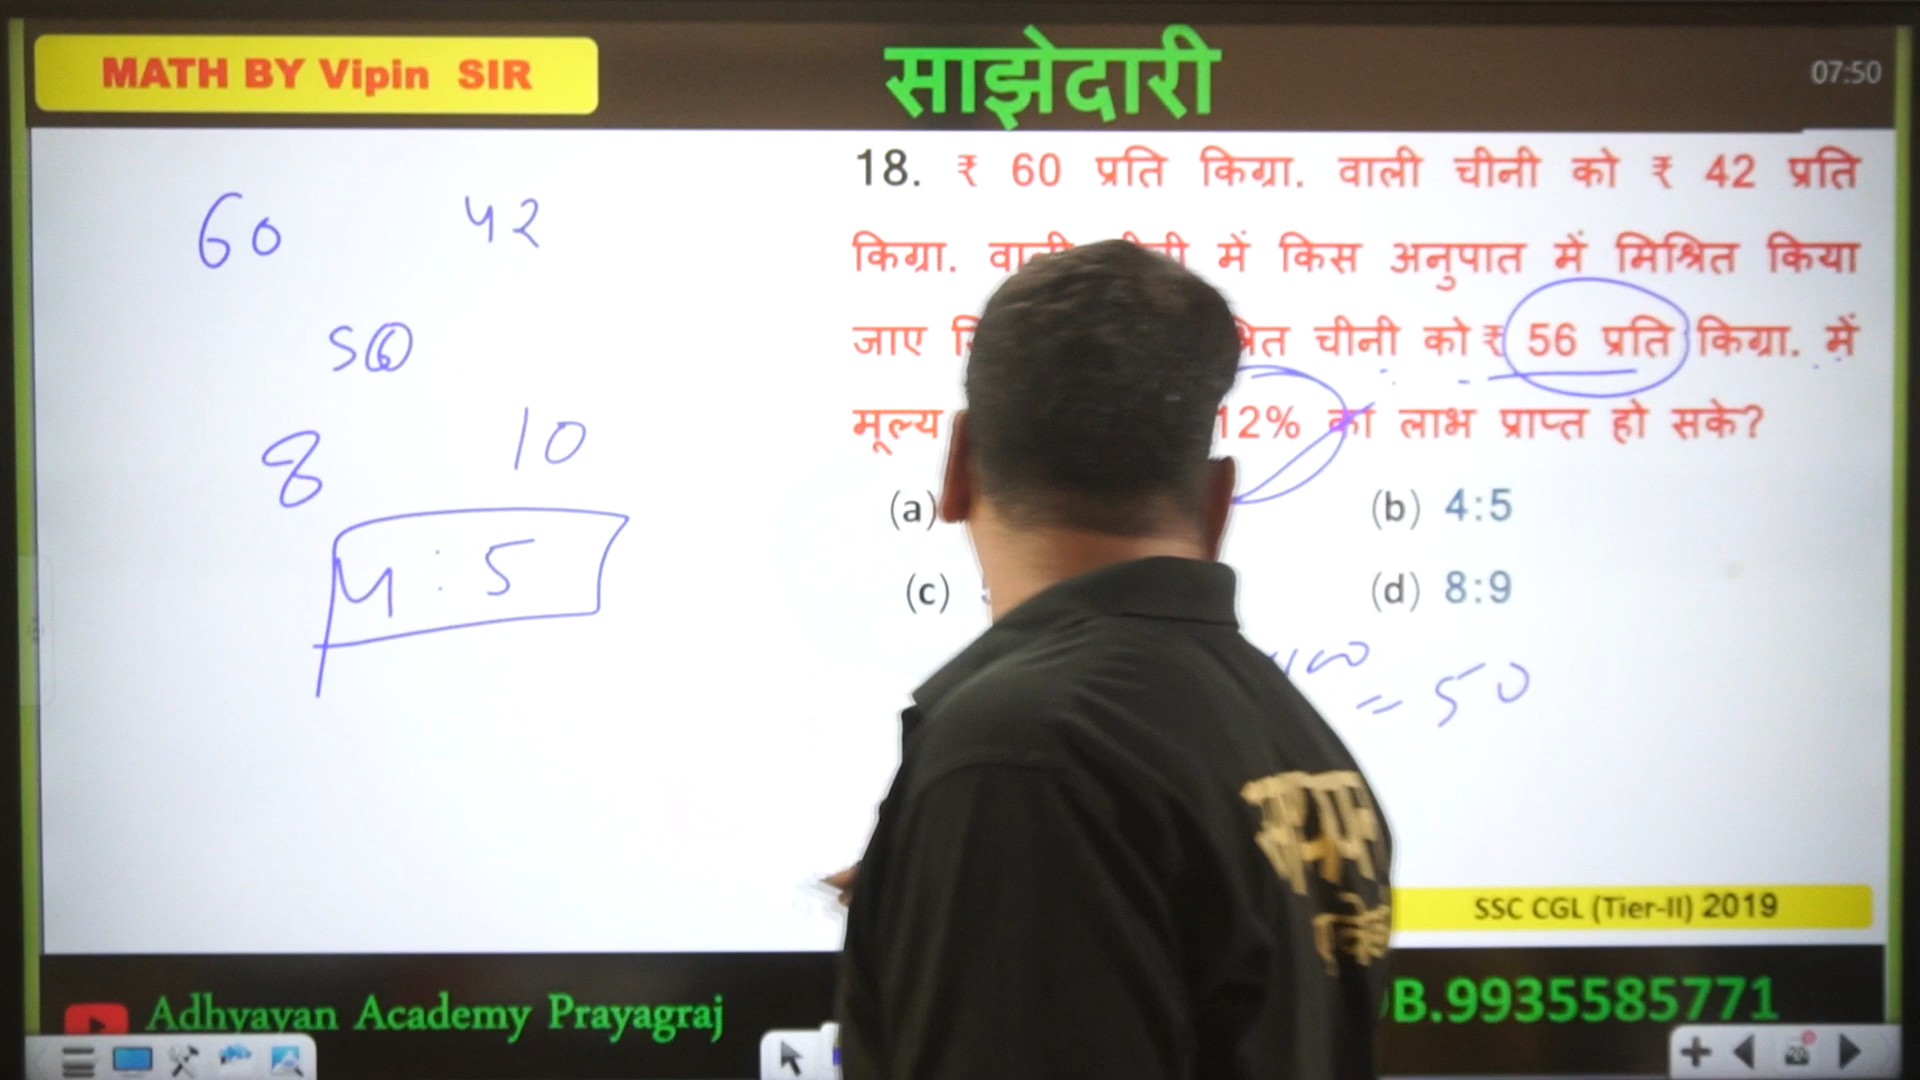 MATH BY Vipin SIR
साझेदारी
07:50
18. ₹ 60 प्रति किग्रा. वाली चीनी को ₹ 42 प्रति
किग्रा. में किस अनुपात में मिश्रित किया
जाए चीनी को ₹ 56 प्रति किग्रा. में
मूल्य 12% का लाभ प्राप्त हो सके?
(a)
(b) 4:5
(c)
(d) 8:9
60 42
50
8 10
4 : 5
= 50
SSC CGL (Tier-II) 2019
Adhyayan Academy Prayagraj
B.9935585771